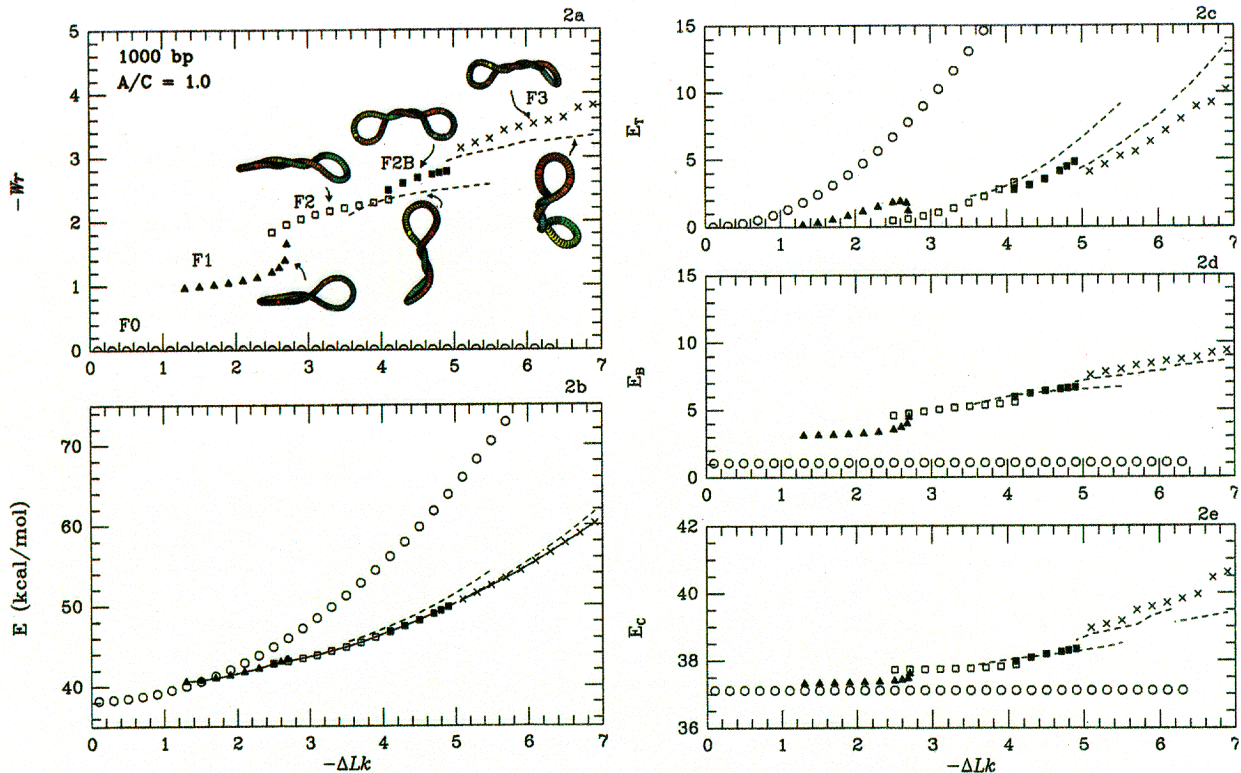 2a
5
4
3
2
1
0
-Wr
1000 bp
A/C = 1.0
F3
F2B
F2
F1
F0
0 1 2 3 4 5 6 7
2b
70
60
50
40
E (kcal/mol)
0 1 2 3 4 5 6 7
-ΔLk
2c
15
10
5
0
E_T
0 1 2 3 4 5 6 7
2d
15
10
5
0
E_B
0 1 2 3 4 5 6 7
2e
42
40
38
36
E_C
0 1 2 3 4 5 6 7
-ΔLk